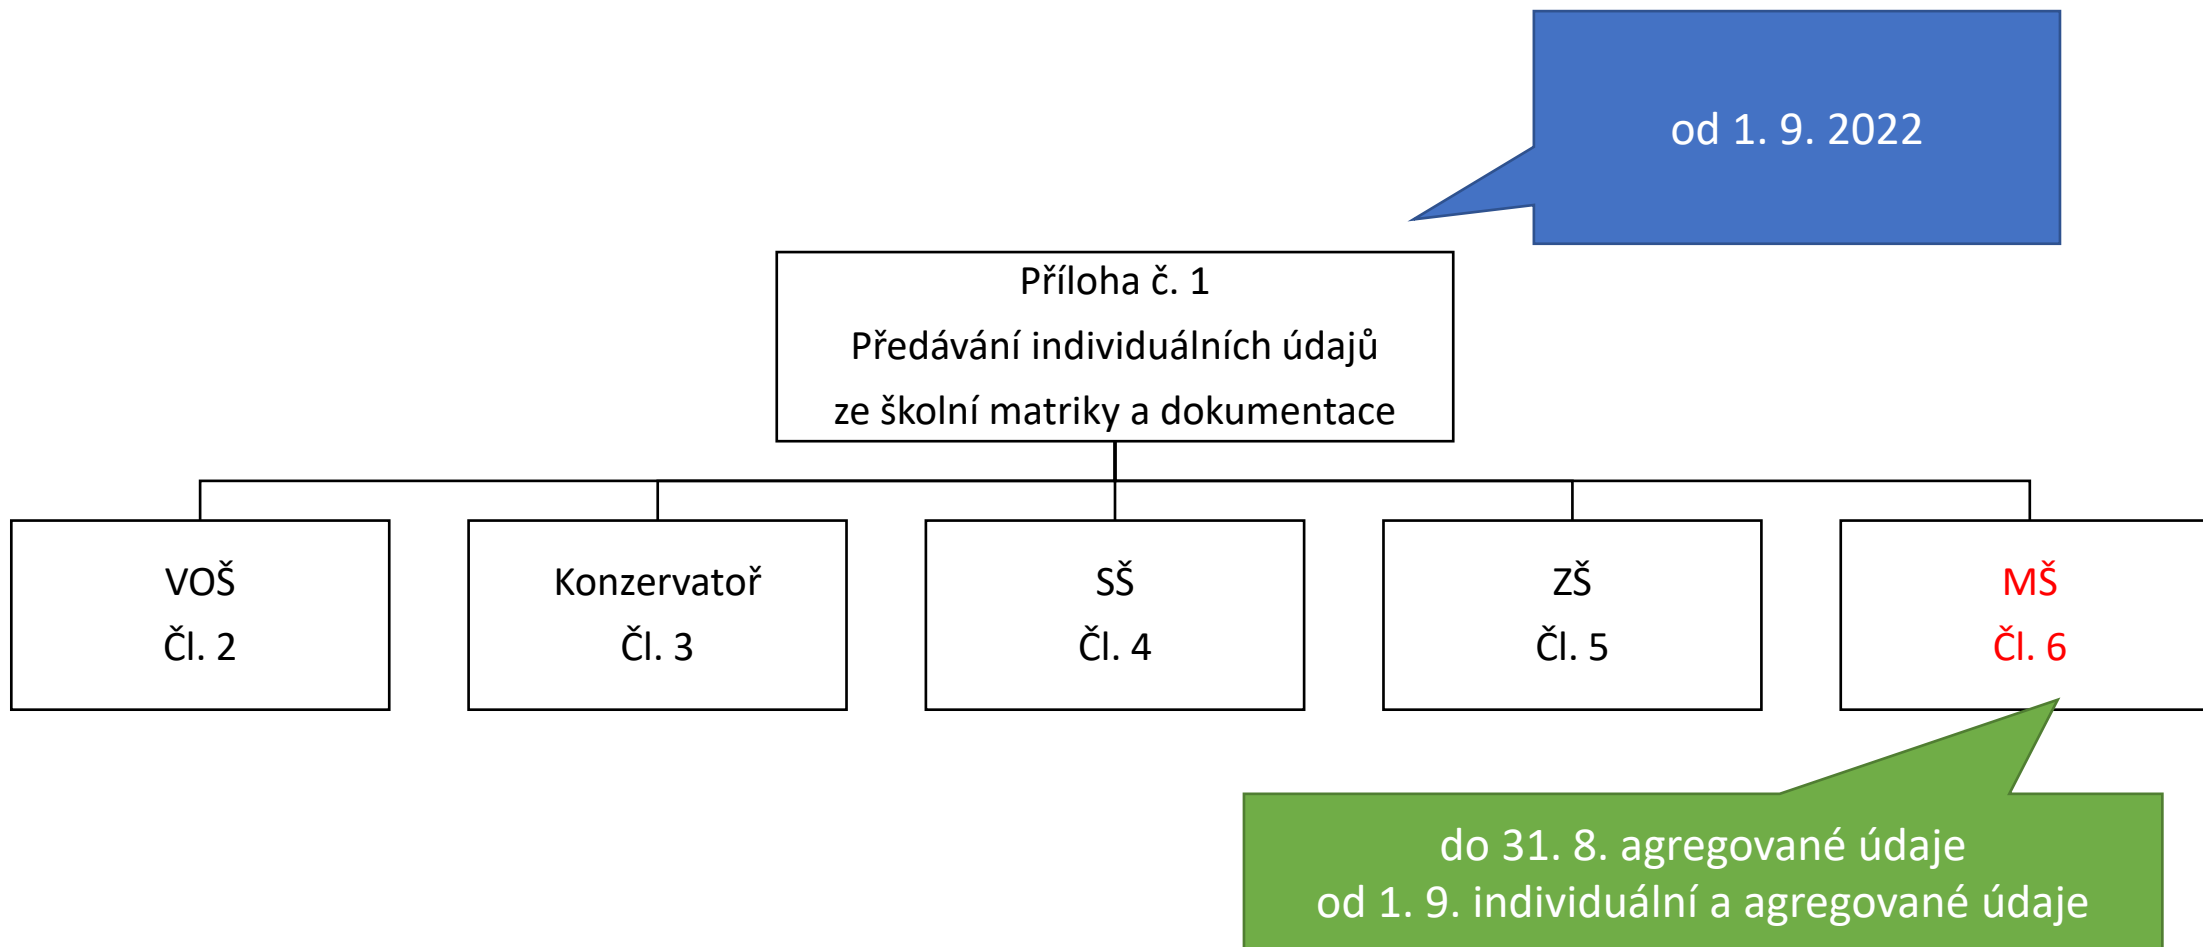 od 1. 9. 2022
Příloha č. 1
Předávání individuálních údajů
ze školní matriky a dokumentace
VOŠ
Čl. 2
Konzervatoř
Čl. 3
SŠ
Čl. 4
ZŠ
Čl. 5
MŠ
Čl. 6
do 31. 8. agregované údaje
od 1. 9. individuální a agregované údaje